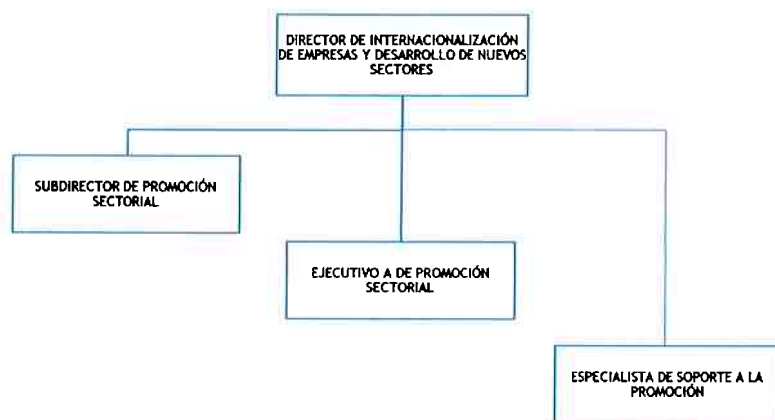 DIRECTOR DE INTERNACIONALIZACIÓN
DE EMPRESAS Y DESARROLLO DE NUEVOS
SECTORES
SUBDIRECTOR DE PROMOCIÓN
SECTORIAL
EJECUTIVO A DE PROMOCIÓN
SECTORIAL
ESPECIALISTA DE SOPORTE A LA
PROMOCIÓN